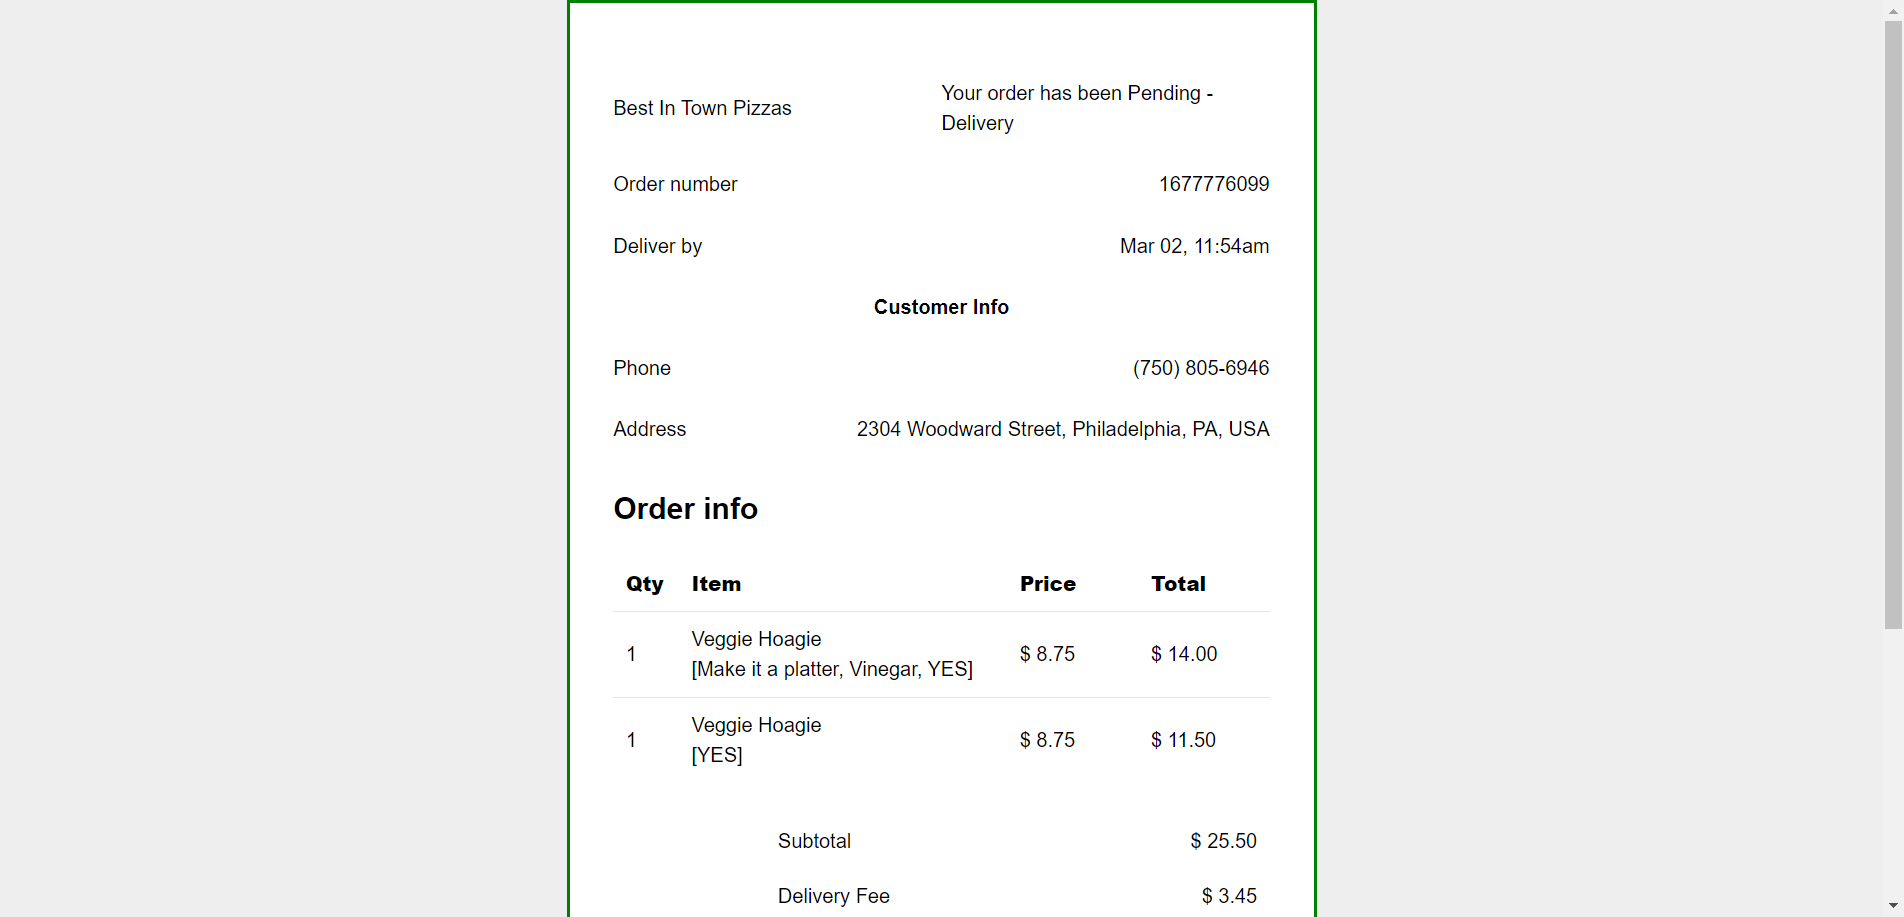 Best In Town Pizzas
Your order has been Pending -
Delivery
Order number 1677776099
Deliver by Mar 02, 11:54am
Customer Info
Phone (750) 805-6946
Address 2304 Woodward Street, Philadelphia, PA, USA
Order info
Qty Item Price Total
1 Veggie Hoagie $ 8.75 $ 14.00
[Make it a platter, Vinegar, YES]
1 Veggie Hoagie $ 8.75 $ 11.50
[YES]
Subtotal $ 25.50
Delivery Fee $ 3.45